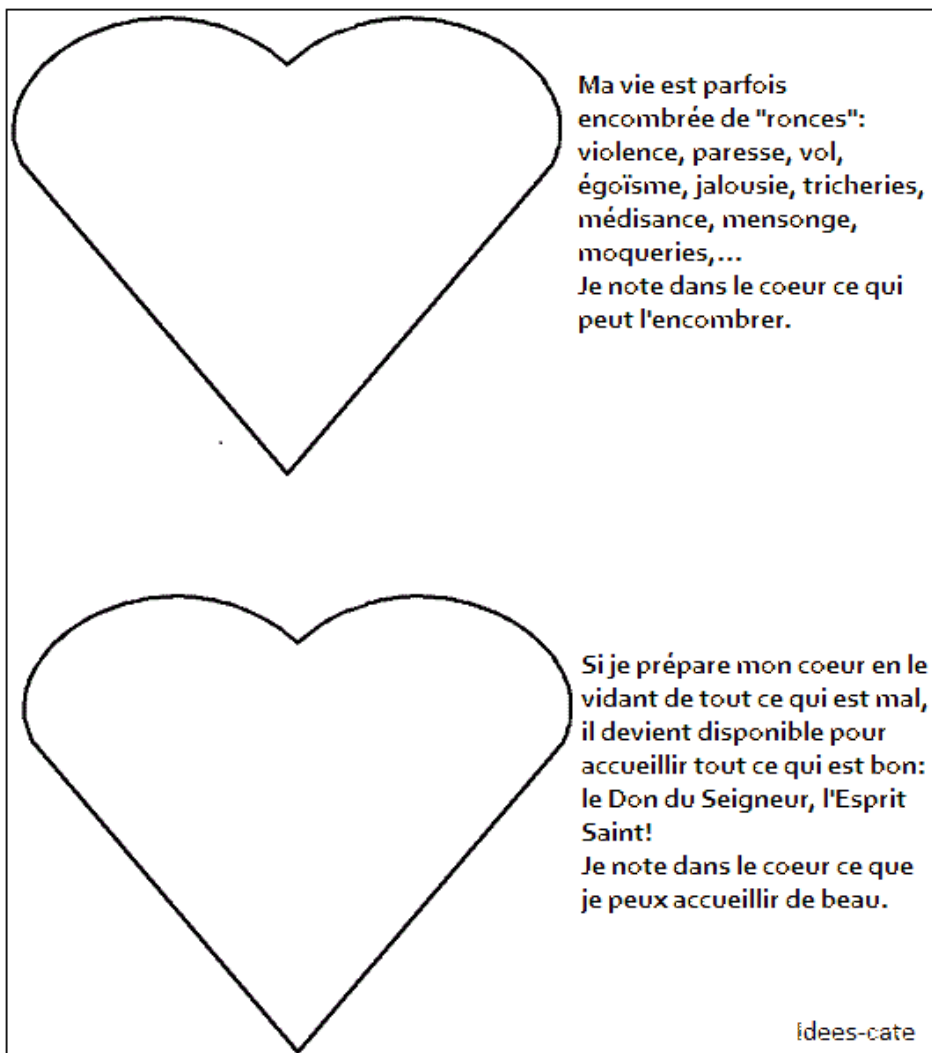 Ma vie est parfois
encombrée de "ronces":
violence, paresse, vol,
égoïsme, jalousie, tricheries,
médisance, mensonge,
moqueries,...
Je note dans le coeur ce qui
peut l'encombrer.
Si je prépare mon coeur en le
vidant de tout ce qui est mal,
il devient disponible pour
accueillir tout ce qui est bon:
le Don du Seigneur, l'Esprit
Saint!
Je note dans le coeur ce que
je peux accueillir de beau.
Idees-cate